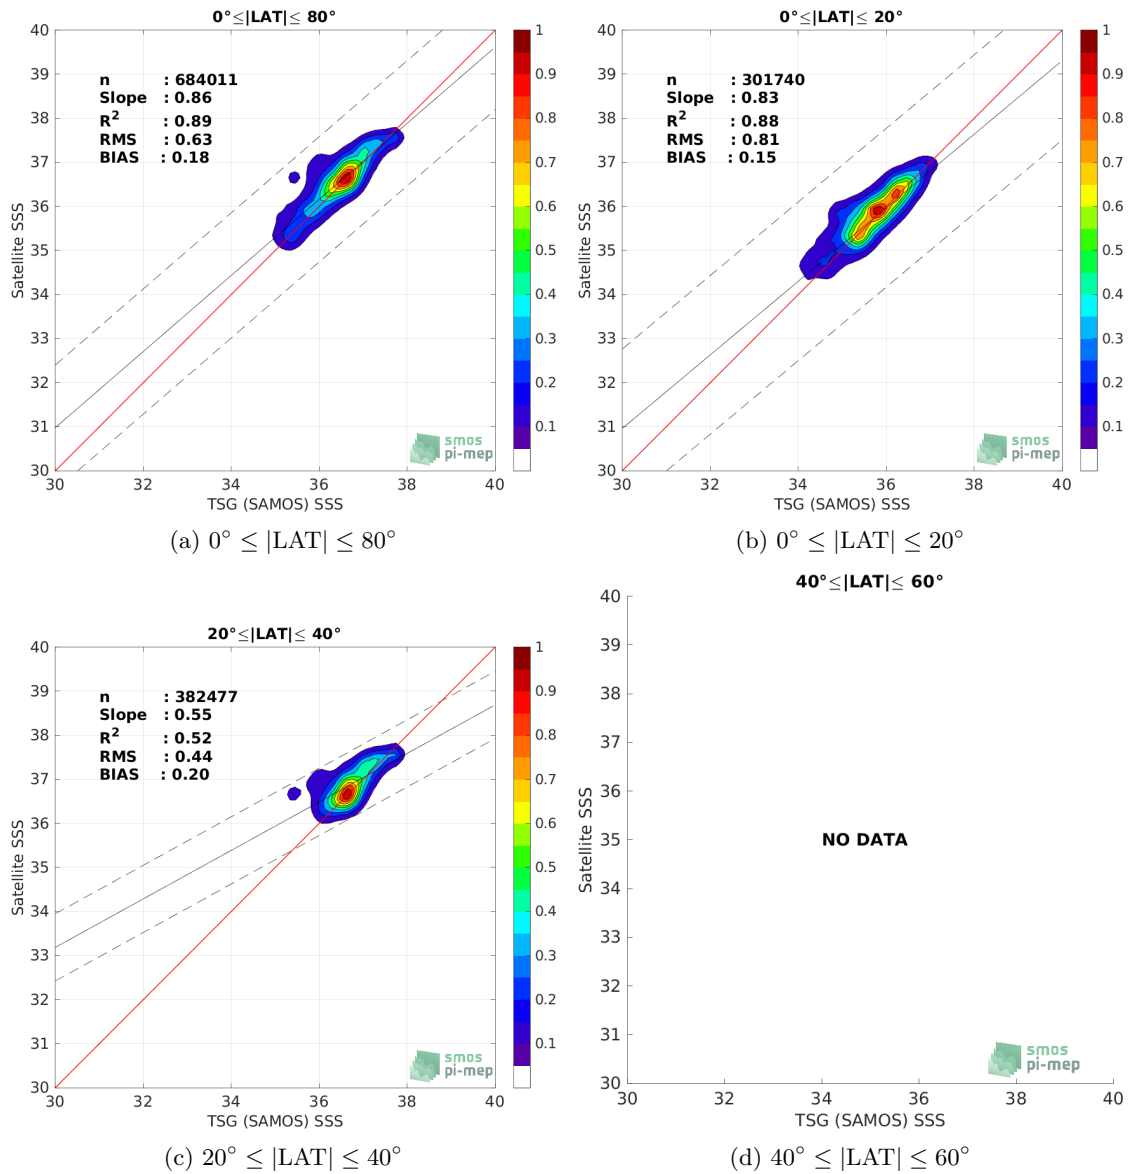 0°≤|LAT|≤ 80°
40
39
38
37
36
35
34
33
32
31
30
Satellite SSS
n : 684011
Slope : 0.86
R2 : 0.89
RMS : 0.63
BIAS : 0.18
smos
pi-mep
30 32 34 36 38 40
TSG (SAMOS) SSS
1
0.9
0.8
0.7
0.6
0.5
0.4
0.3
0.2
0.1
(a) 0° ≤ |LAT| ≤ 80°
0°≤|LAT|≤ 20°
40
39
38
37
36
35
34
33
32
31
30
Satellite SSS
n : 301740
Slope : 0.83
R2 : 0.88
RMS : 0.81
BIAS : 0.15
smos
pi-mep
30 32 34 36 38 40
TSG (SAMOS) SSS
1
0.9
0.8
0.7
0.6
0.5
0.4
0.3
0.2
0.1
(b) 0° ≤ |LAT| ≤ 20°
20°≤|LAT|≤ 40°
40
39
38
37
36
35
34
33
32
31
30
Satellite SSS
n : 382477
Slope : 0.55
R2 : 0.52
RMS : 0.44
BIAS : 0.20
smos
pi-mep
30 32 34 36 38 40
TSG (SAMOS) SSS
1
0.9
0.8
0.7
0.6
0.5
0.4
0.3
0.2
0.1
(c) 20° ≤ |LAT| ≤ 40°
40°≤|LAT|≤ 60°
40
39
38
37
36
35
34
33
32
31
30
Satellite SSS
NO DATA
smos
pi-mep
30 32 34 36 38 40
TSG (SAMOS) SSS
(d) 40° ≤ |LAT| ≤ 60°